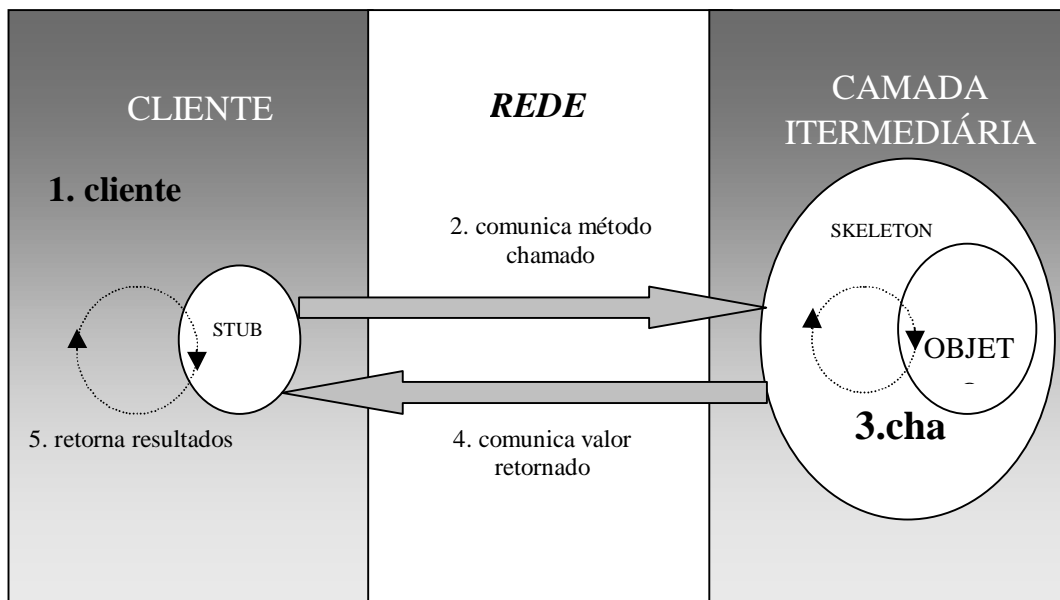 CLIENTE
REDE
CAMADA
ITERMEDIÁRIA
1. cliente
2. comunica método
chamado
SKELETON
STUB
OBJET
3.cha
5. retorna resultados
4. comunica valor
retornado